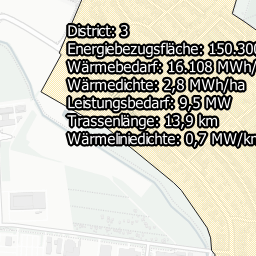 District: 3
Energiebezugsfläche: 150.300
Wärmebedarf: 16.108 MWh/
Wärmedichte: 2,8 MWh/ha
Leistungsbedarf: 9,5 MW
Trassenlänge: 13,9 km
Wärmeliniedichte: 0,7 MW/km